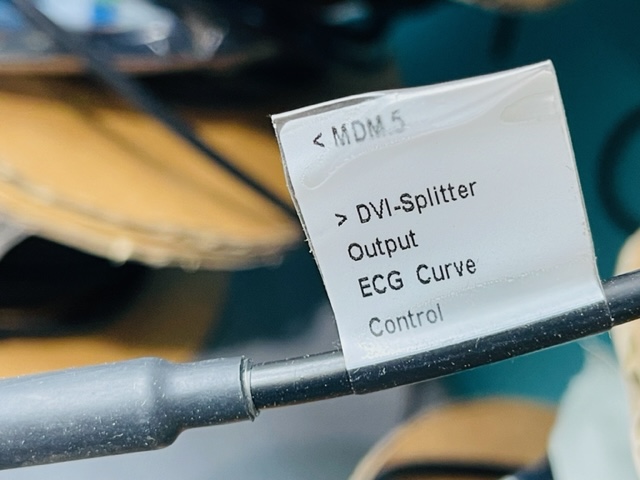 < MDM.5
> DVI-Splitter
Output
ECG Curve
Control